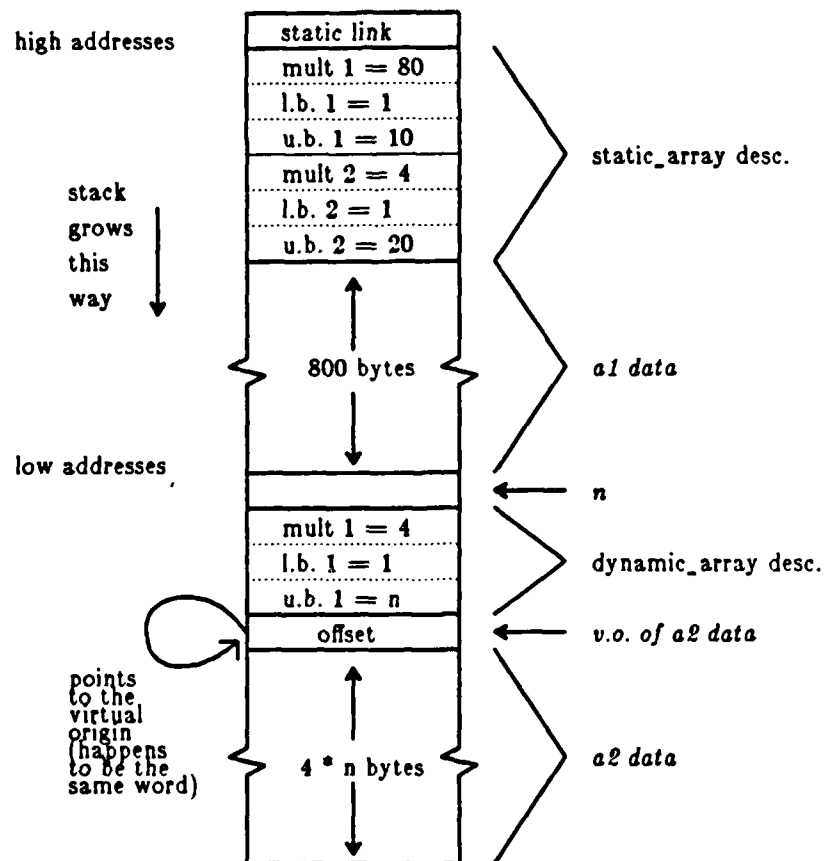 high addresses
static link
mult 1 = 80
l.b. 1 = 1
u.b. 1 = 10
mult 2 = 4
l.b. 2 = 1
u.b. 2 = 20
static_array desc.
stack
grows
this
way
800 bytes
a1 data
low addresses
n
mult 1 = 4
l.b. 1 = 1
u.b. 1 = n
dynamic_array desc.
offset
v.o. of a2 data
points
to the
virtual
origin
(happens
to be the
same word)
4 * n bytes
a2 data